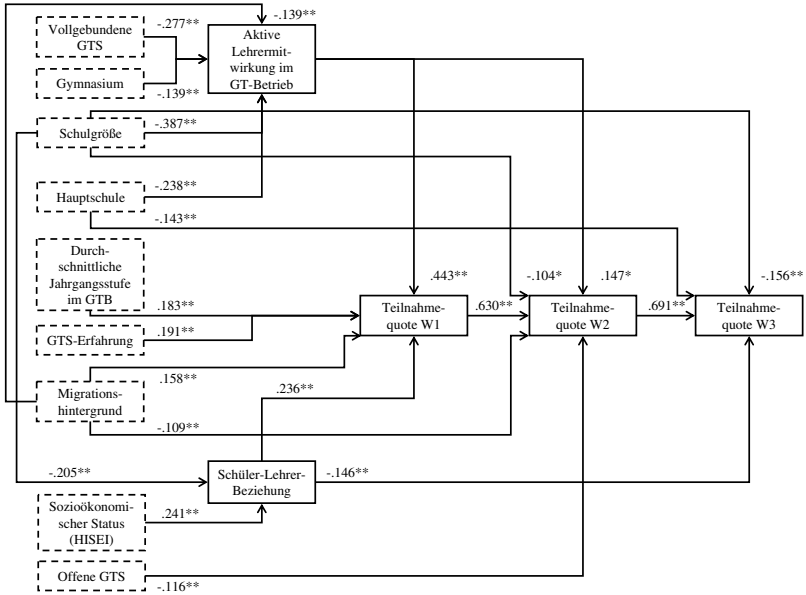 -.277**
-.139**
Vollgebundene
GTS
Aktive
Lehrermit-
wirkung im
GT-Betrieb
Gymnasium
-.139**
-.387**
Schulgröße
-.238**
Hauptschule
-.143**
Durch-
schnittliche
Jahrgangsstufe
im GTB
.443**
-.104*
.147*
-.156**
.183**
Teilnahme-
quote W1
.630**
Teilnahme-
quote W2
.691**
Teilnahme-
quote W3
GTS-Erfahrung
.191**
.158**
Migrations-
hintergrund
.236**
-.109**
-.205**
Schüler-Lehrer-
Beziehung
-.146**
Sozioökonomi-
scher Status
(HISEI)
.241**
Offene GTS
-.116**